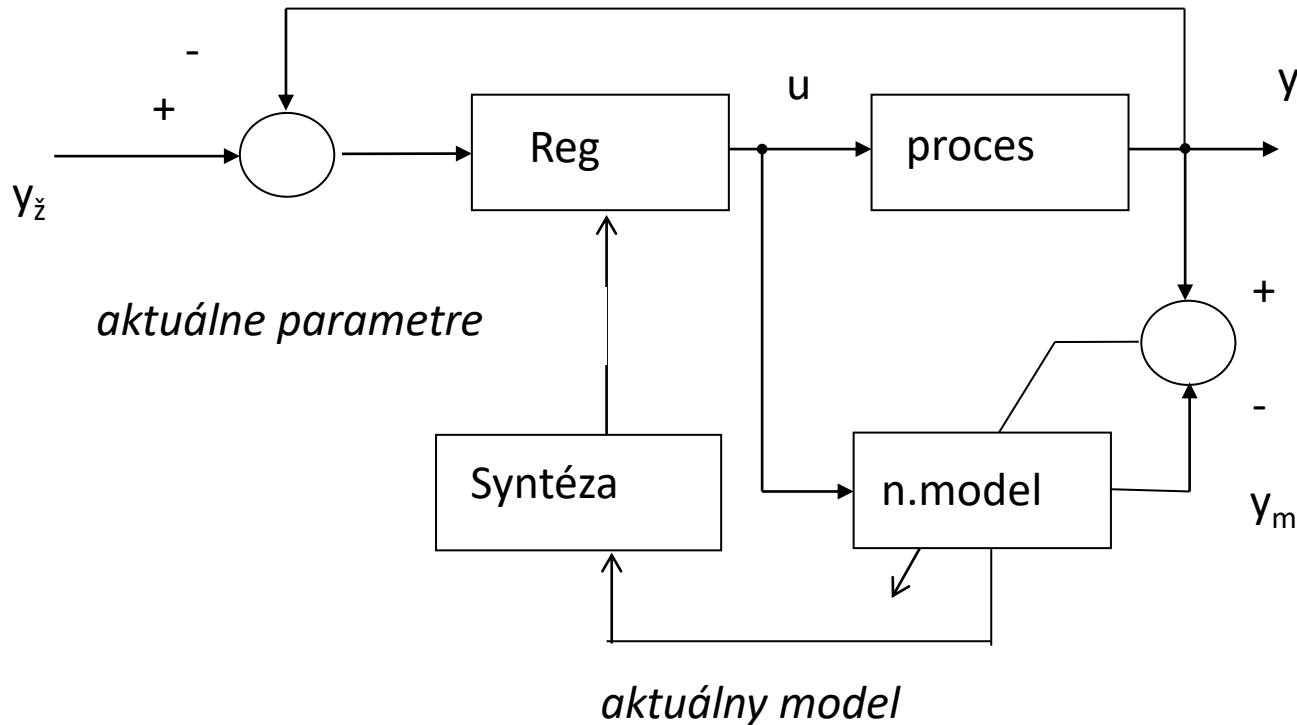 -
u
y
+
Reg
proces
yž
+
aktuálne parametre
-
Syntéza
n.model
ym
aktuálny model